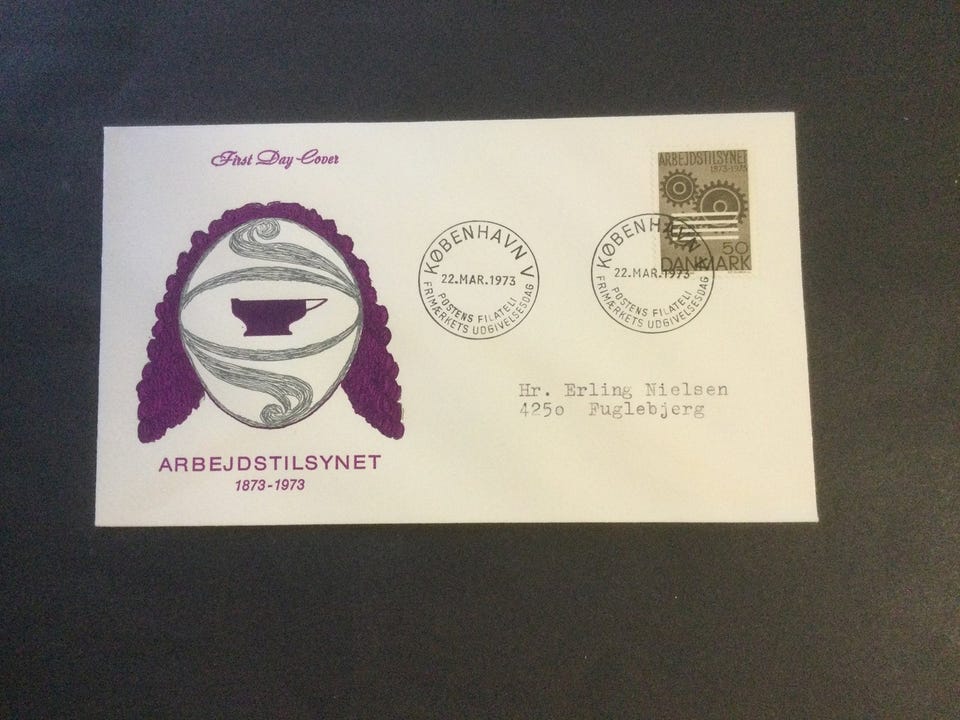 First Day Cover
ARBEJDSTILSYNET
1873-1973
KØBENHAVN V
22.MAR.1973
POSTENS FILATELI
FRIMÆRKETS UDGIVELSESDAG
KØBENHAVN V
22.MAR.1973
POSTENS FILATELI
FRIMÆRKETS UDGIVELSESDAG
ARBEJDSTILSYNET
1873-1973
50
DANMARK
Hr. Erling Nielsen
425o Fuglebjerg